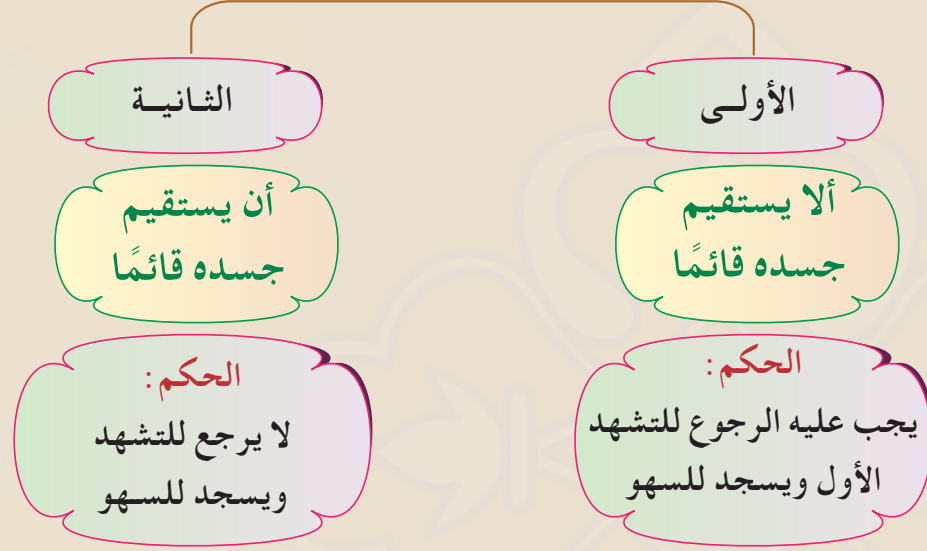 الأولى
ألا يستقيم
جسده قائمًا
الحكم:
يجب عليه الرجوع للتشهد
الأول ويسجد للسهو
الثانية
أن يستقيم
جسده قائمًا
الحكم:
لا يرجع للتشهد
ويسجد للسهو